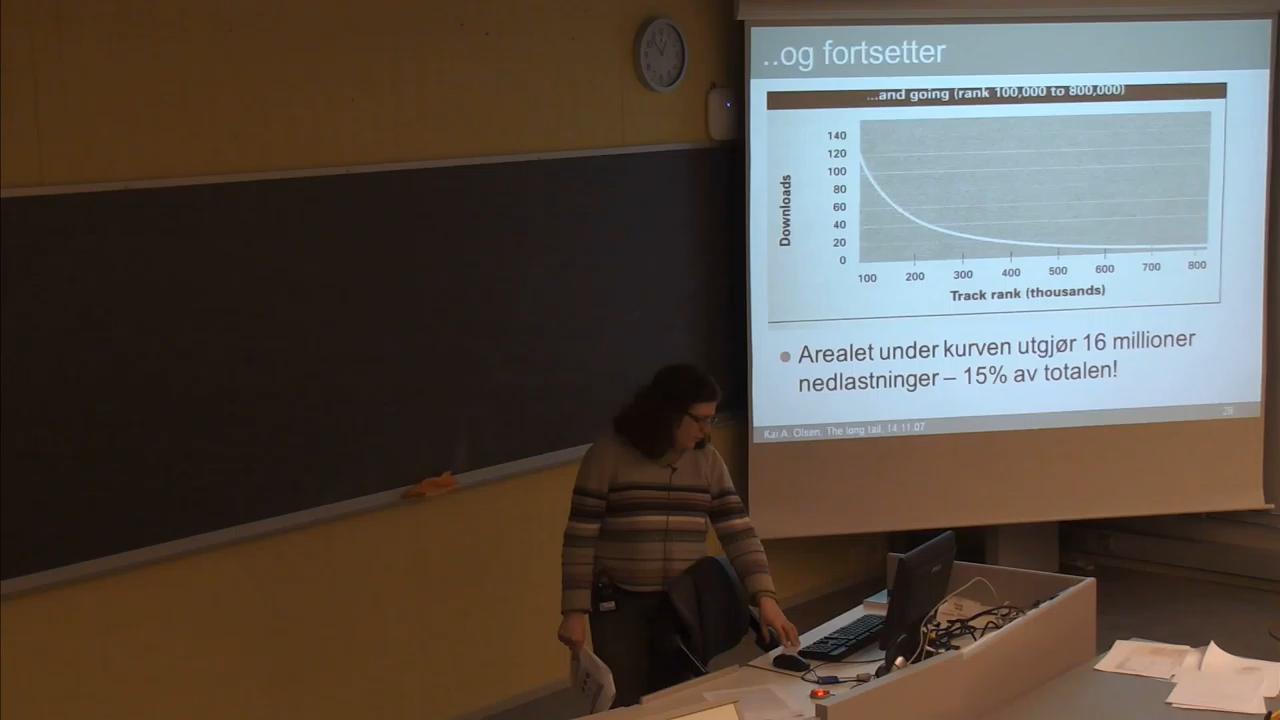 ..og fortsetter
...and going (rank 100,000 to 800,000)
140
120
100
80
60
40
20
0
Downloads
100 200 300 400 500 600 700 800
Track rank (thousands)
Arealet under kurven utgjør 16 millioner
nedlastninger – 15% av totalen!
Kai A. Olsen, The long tail, 14.11.07